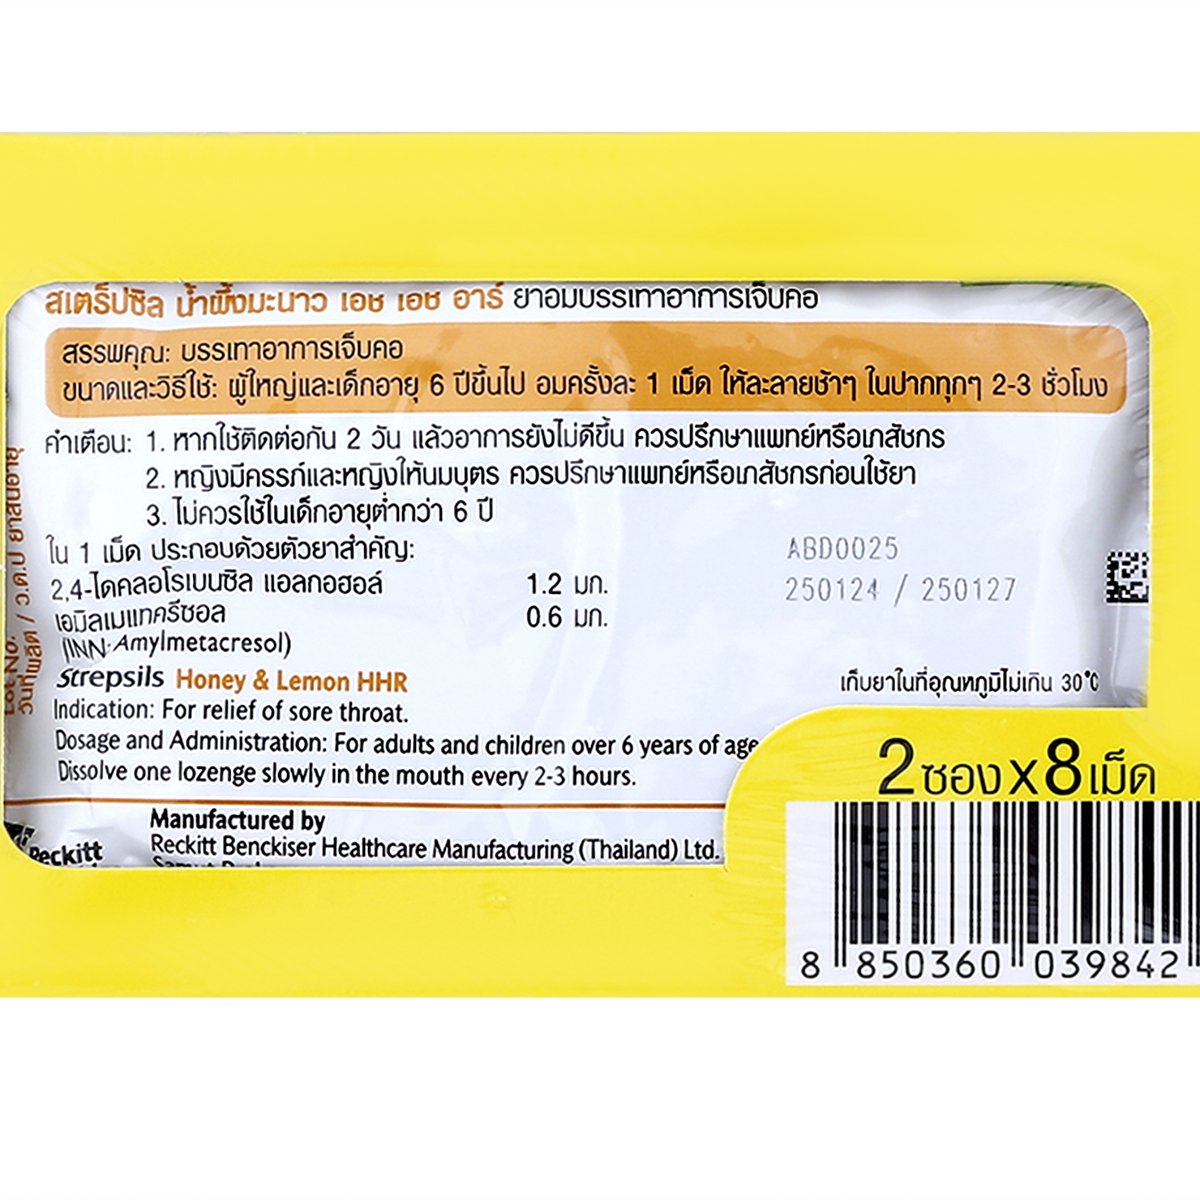 สเตร็ปซิล น้ำผึ้งมะนาว เอช เอช อาร์ ยาอมบรรเทาอาการเจ็บคอ
สรรพคุณ: บรรเทาอาการเจ็บคอ
ขนาดและวิธีใช้: ผู้ใหญ่และเด็กอายุ 6 ปีขึ้นไป อมครั้งละ 1 เม็ด ให้ละลายช้าๆ ในปากทุกๆ 2-3 ชั่วโมง
คำเตือน: 1. หากใช้ติดต่อกัน 2 วัน แล้วอาการยังไม่ดีขึ้น ควรปรึกษาแพทย์หรือเภสัชกร
2. หญิงมีครรภ์และหญิงให้นมบุตร ควรปรึกษาแพทย์หรือเภสัชกรก่อนใช้ยา
3. ไม่ควรใช้ในเด็กอายุต่ำกว่า 6 ปี
ใน 1 เม็ด ประกอบด้วยตัวยาสำคัญ:
2,4-ไดคลอโรเบนซิล แอลกอฮอล์ 1.2 มก.
เอมิลเมแทครีซอล 0.6 มก.
(INN: Amylmetacresol)
ABD0025
250124 / 250127
Lot No.
วันที่ผลิต / ว.ด.ป ยาสิ้นอายุ
Strepsils Honey & Lemon HHR
เก็บยาในที่อุณหภูมิไม่เกิน 30°C
Indication: For relief of sore throat.
Dosage and Administration: For adults and children over 6 years of age
Dissolve one lozenge slowly in the mouth every 2-3 hours.
Manufactured by
Reckitt Benckiser Healthcare Manufacturing (Thailand) Ltd.
Reckitt
2 ซอง x 8 เม็ด
8 850360 039842